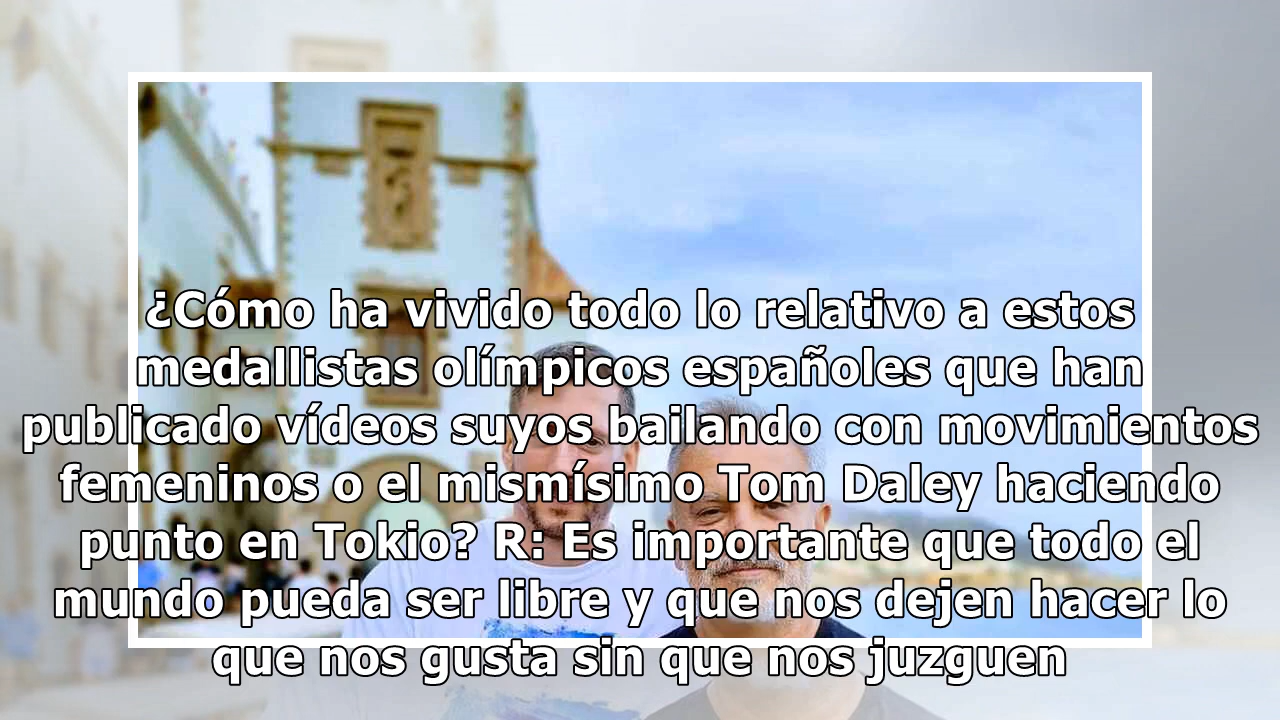 ¿Cómo ha vivido todo lo relativo a estos
medallistas olímpicos españoles que han
publicado vídeos suyos bailando con movimientos
femeninos o el mismísimo Tom Daley haciendo
punto en Tokio? R: Es importante que todo el
mundo pueda ser libre y que nos dejen hacer lo
que nos gusta sin que nos juzguen